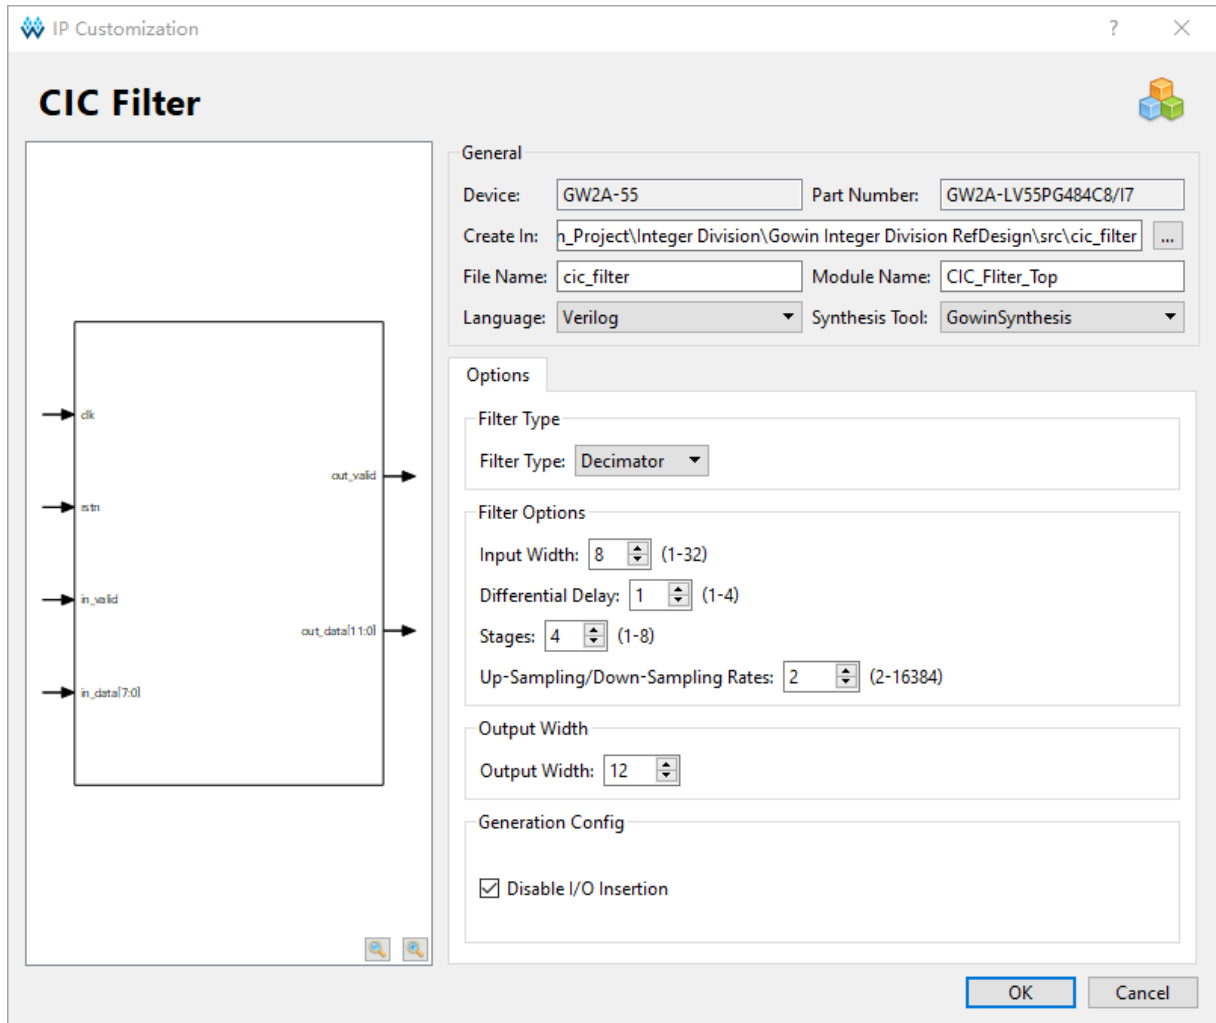 IP Customization
?
CIC Filter
clk
rstn
in_valid
in_data[7:0]
out_valid
out_data[11:0]
General
Device: GW2A-55 Part Number: GW2A-LV55PG484C8/I7
Create In: n_Project\Integer Division\Gowin Integer Division RefDesign\src\cic_filter ...
File Name: cic_filter Module Name: CIC_Fliter_Top
Language: Verilog Synthesis Tool: GowinSynthesis
Options
Filter Type
Filter Type: Decimator
Filter Options
Input Width: 8 (1-32)
Differential Delay: 1 (1-4)
Stages: 4 (1-8)
Up-Sampling/Down-Sampling Rates: 2 (2-16384)
Output Width
Output Width: 12
Generation Config
Disable I/O Insertion
OK Cancel